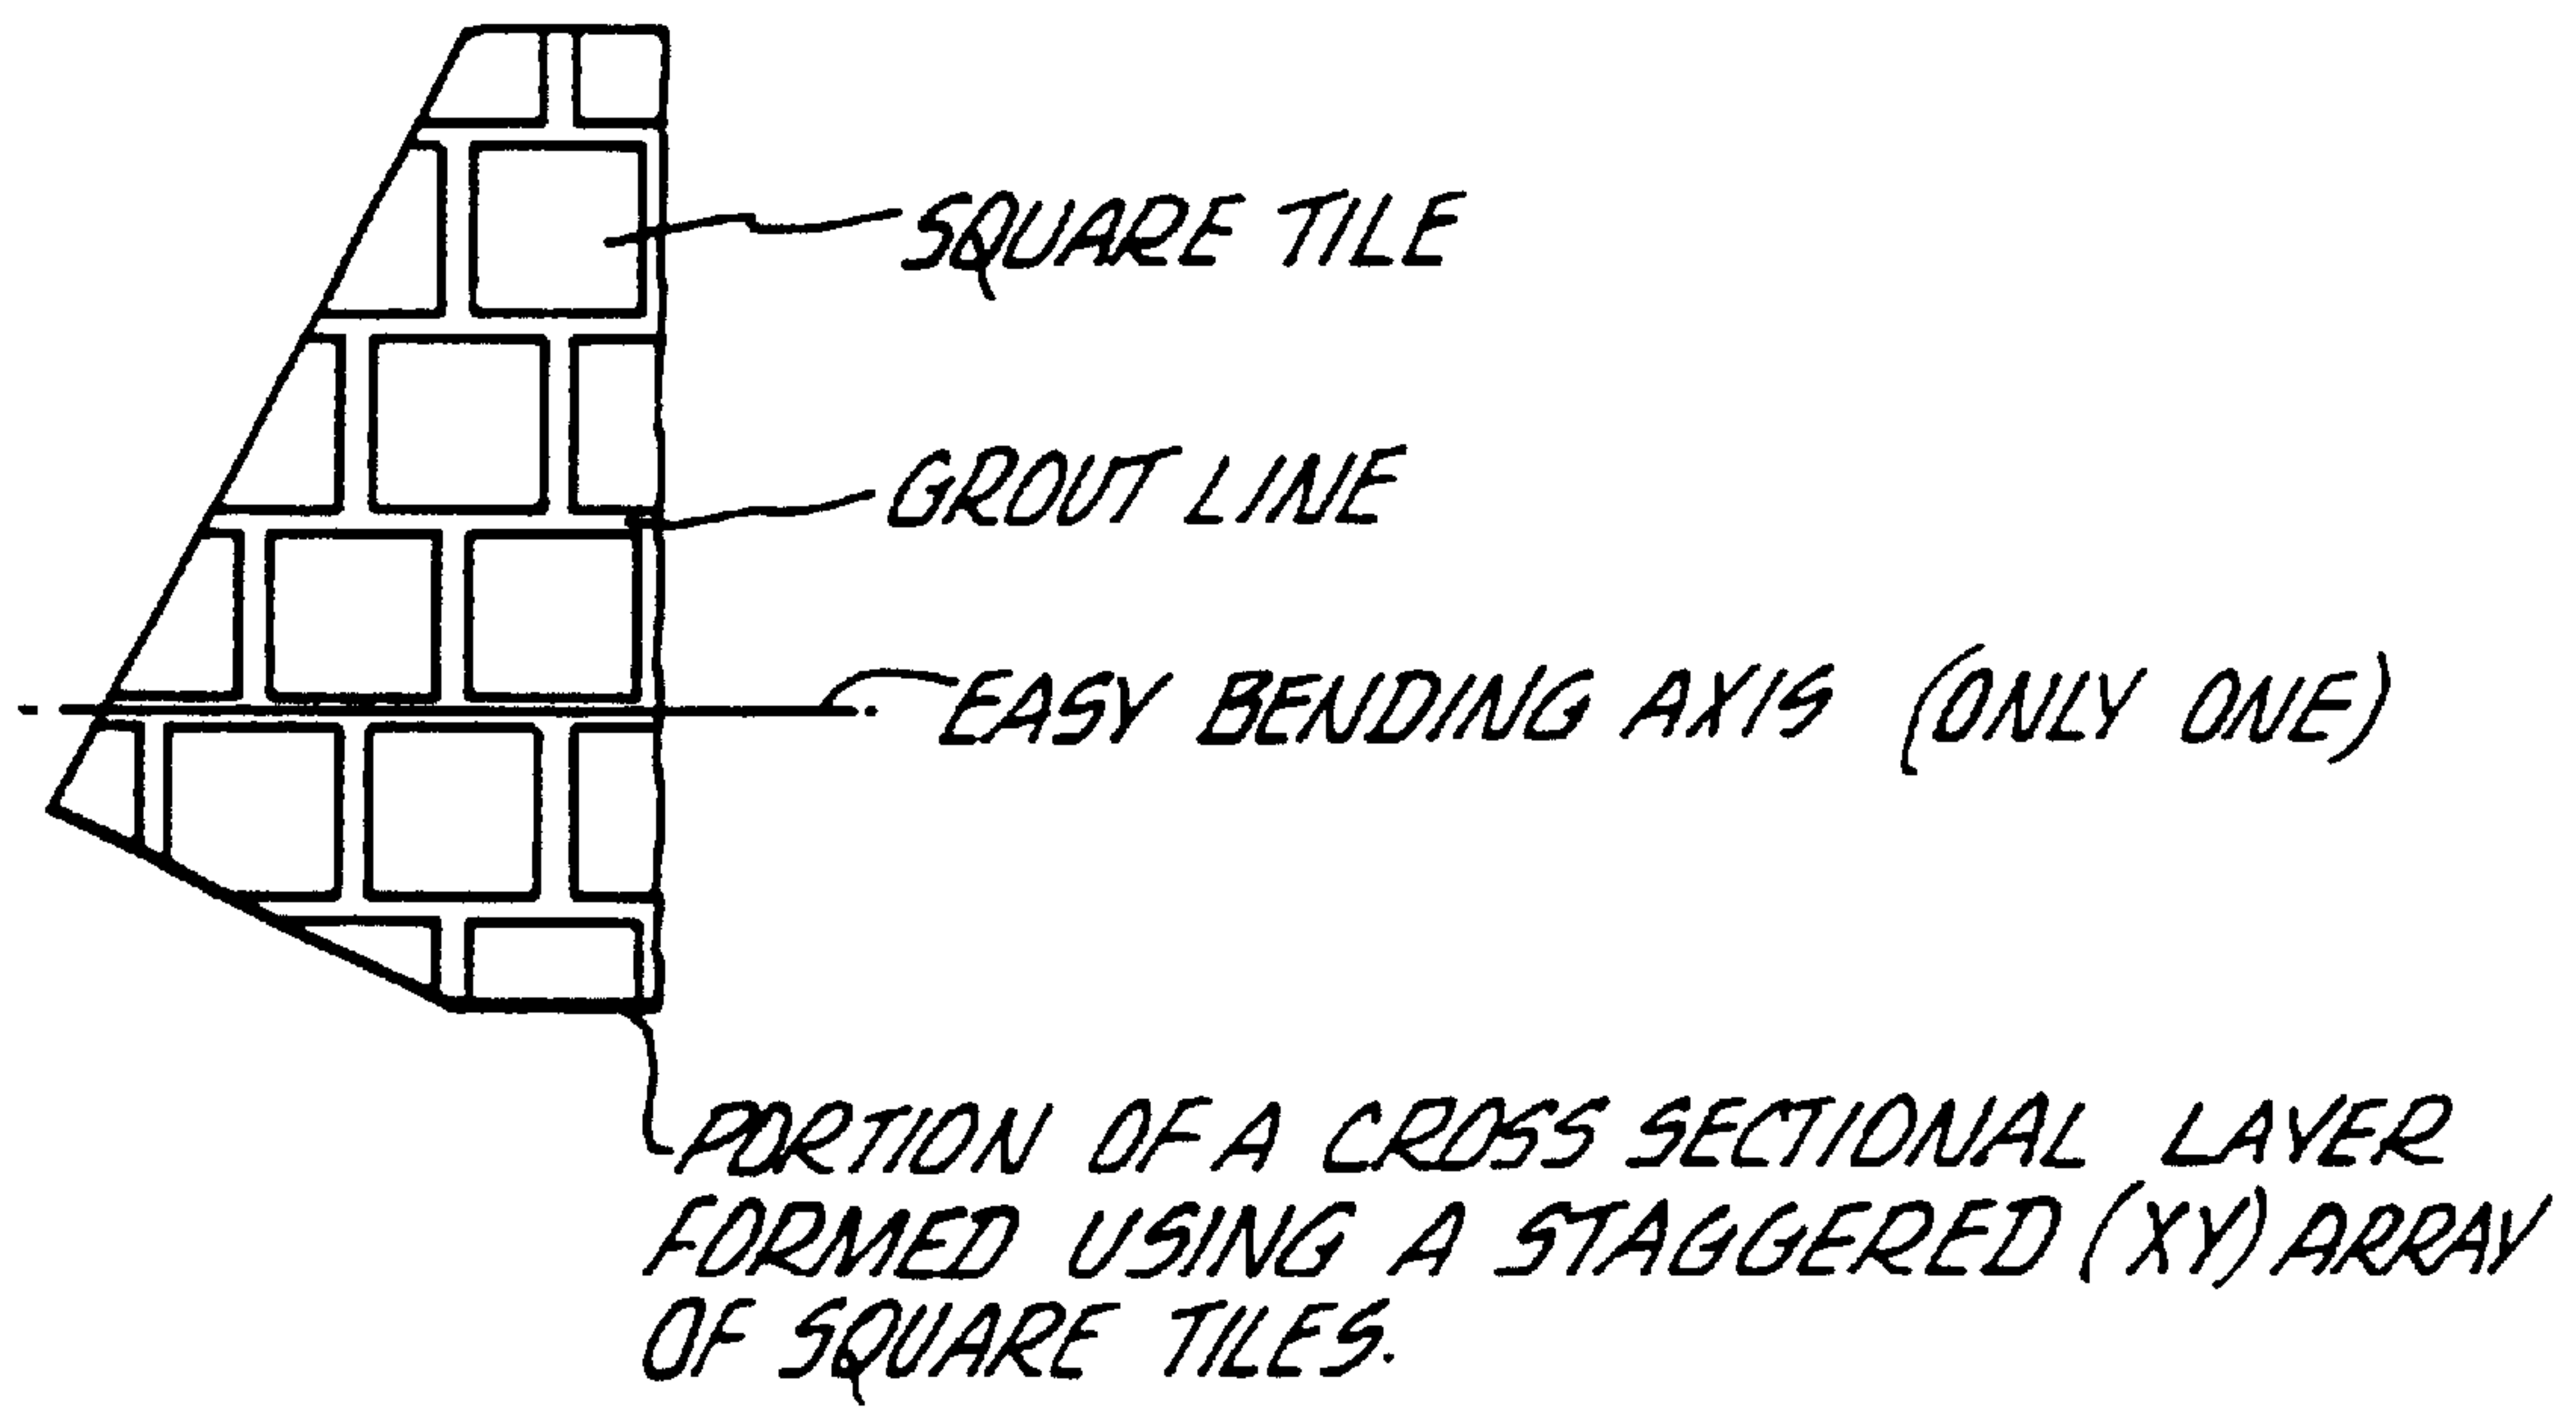 SQUARE TILE
GROUT LINE
EASY BENDING AXIS (ONLY ONE)
PORTION OF A CROSS SECTIONAL LAYER
FORMED USING A STAGGERED (XY) ARRAY
OF SQUARE TILES.